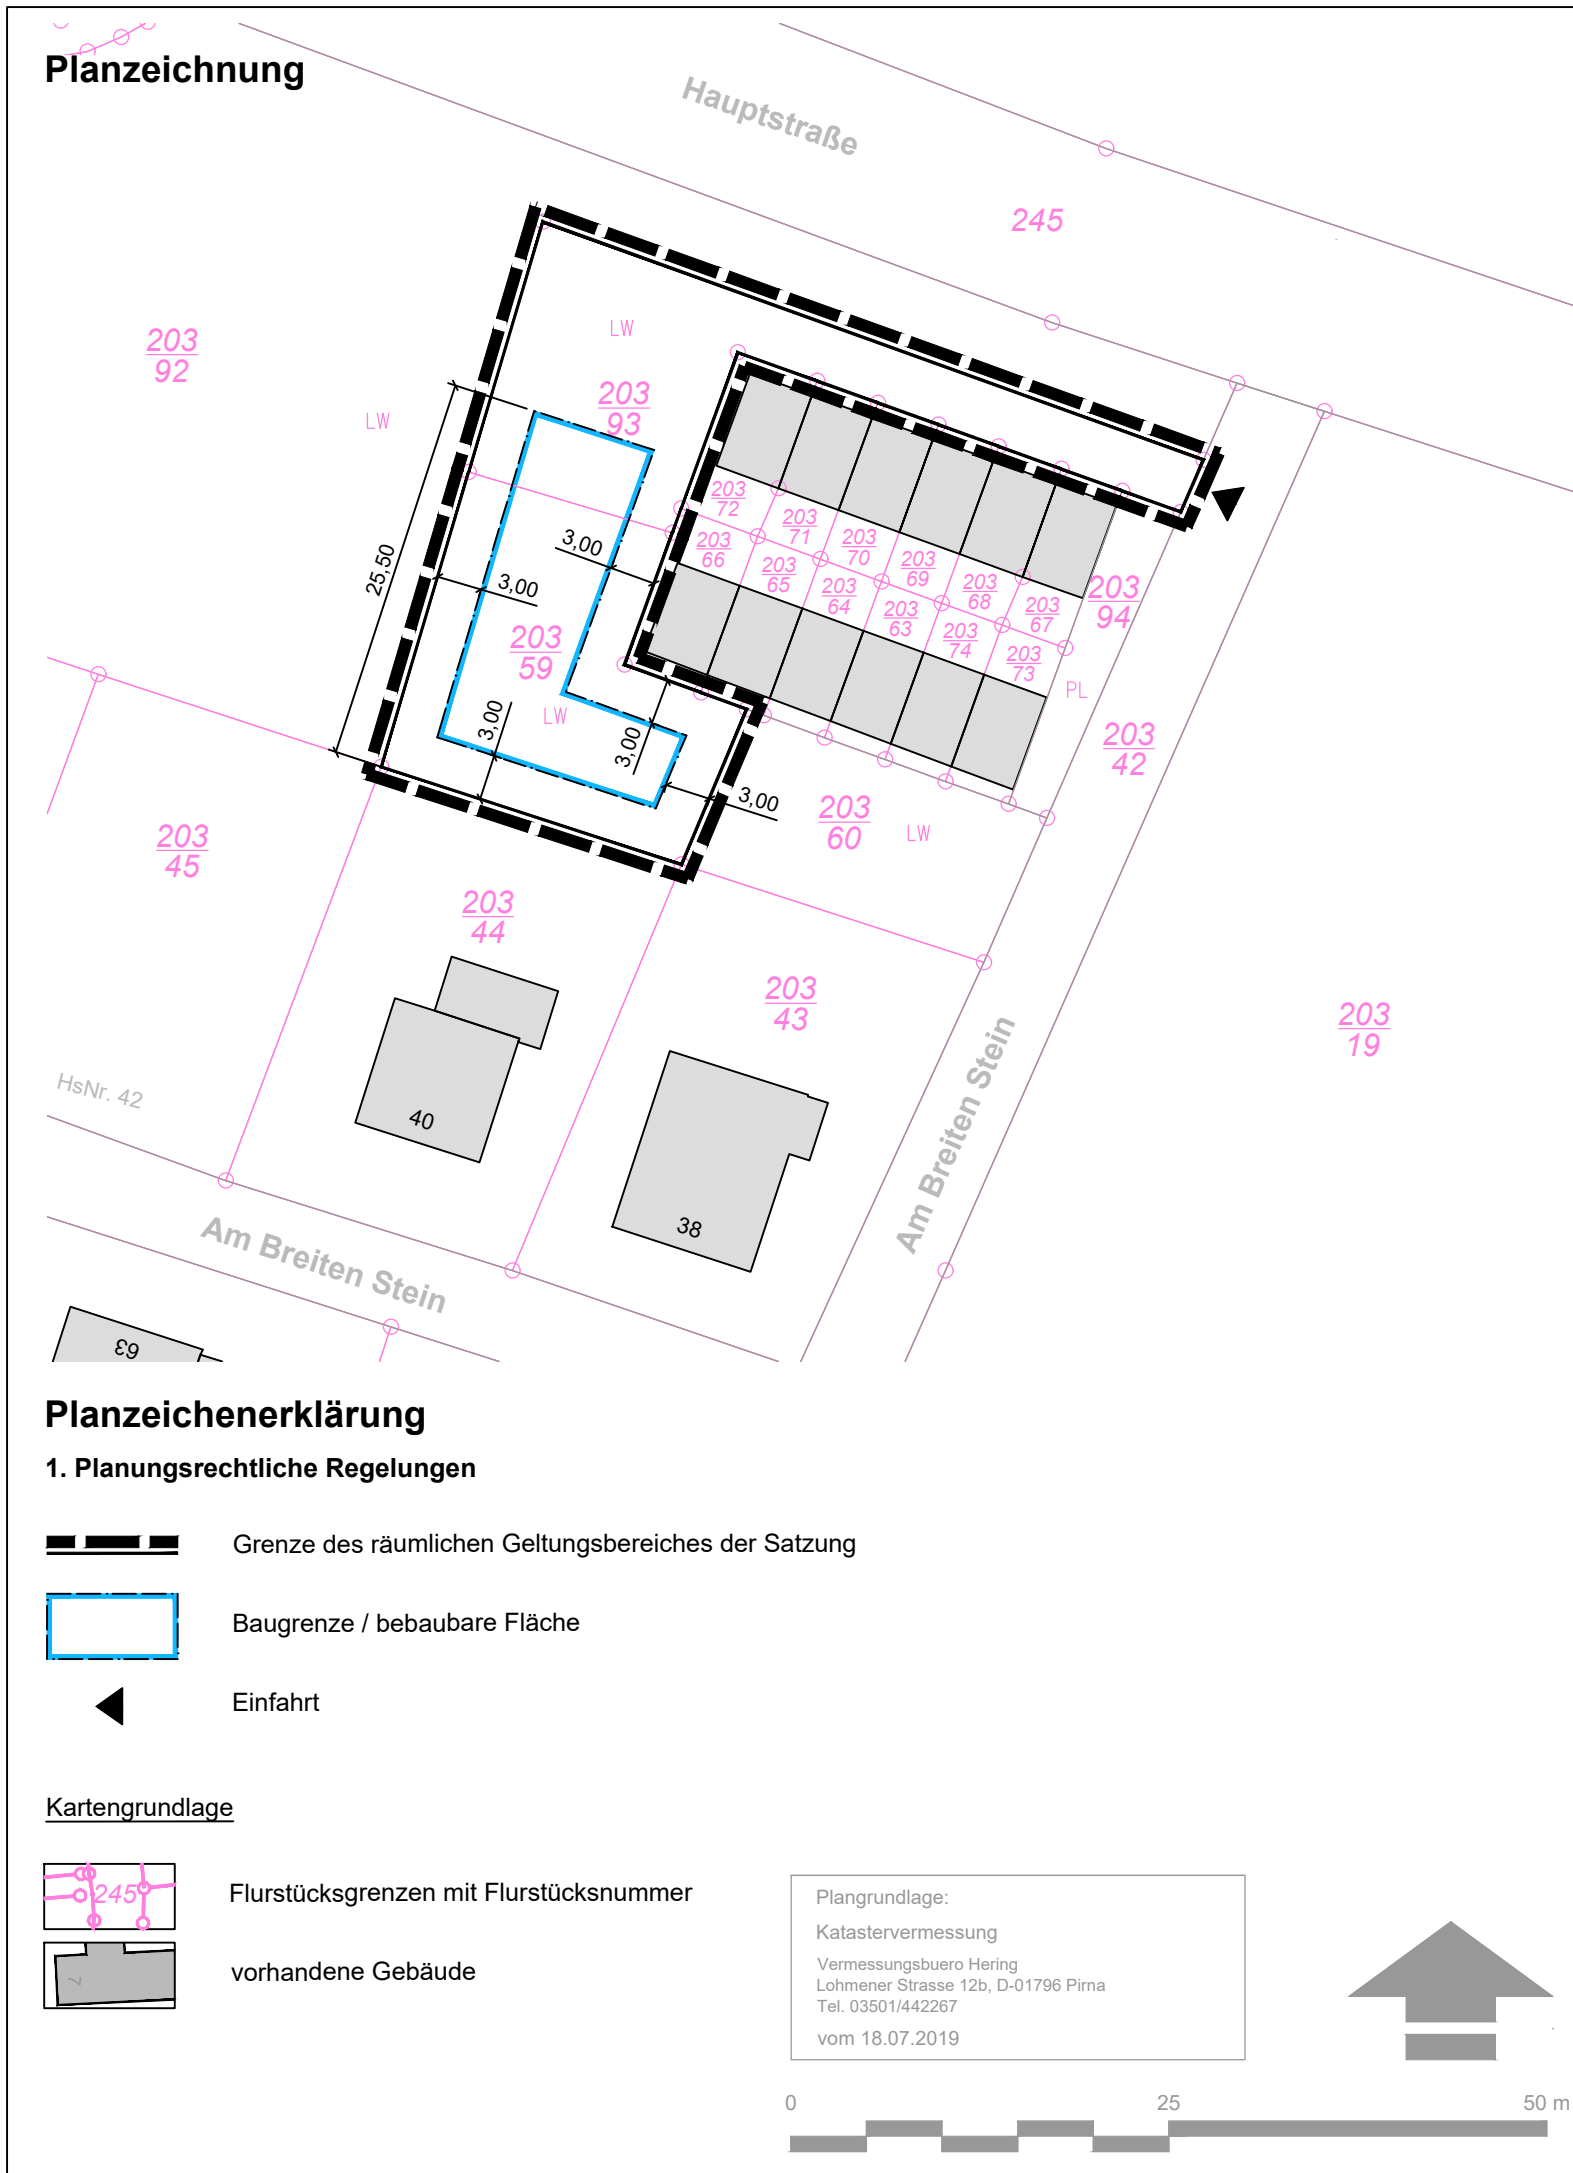 Planzeichnung
Hauptstraße
245
203
92
LW
LW
203
93
203
72
203
71
203
70
203
69
203
68
203
67
203
66
203
65
203
64
203
63
203
74
203
73
203
94
PL
25,50
3,00
3,00
203
59
LW
3,00
3,00
3,00
203
42
203
60
LW
203
45
203
44
203
43
203
19
HsNr. 42
40
38
Am Breiten Stein
Am Breiten Stein
63
Planzeichenerklärung
1. Planungsrechtliche Regelungen
Grenze des räumlichen Geltungsbereiches der Satzung
Baugrenze / bebaubare Fläche
Einfahrt
Kartengrundlage
245
Flurstücksgrenzen mit Flurstücksnummer
7
vorhandene Gebäude
Plangrundlage:
Katastervermessung
Vermessungsbuero Hering
Lohmener Strasse 12b, D-01796 Pirna
Tel. 03501/442267
vom 18.07.2019
0 25 50 m